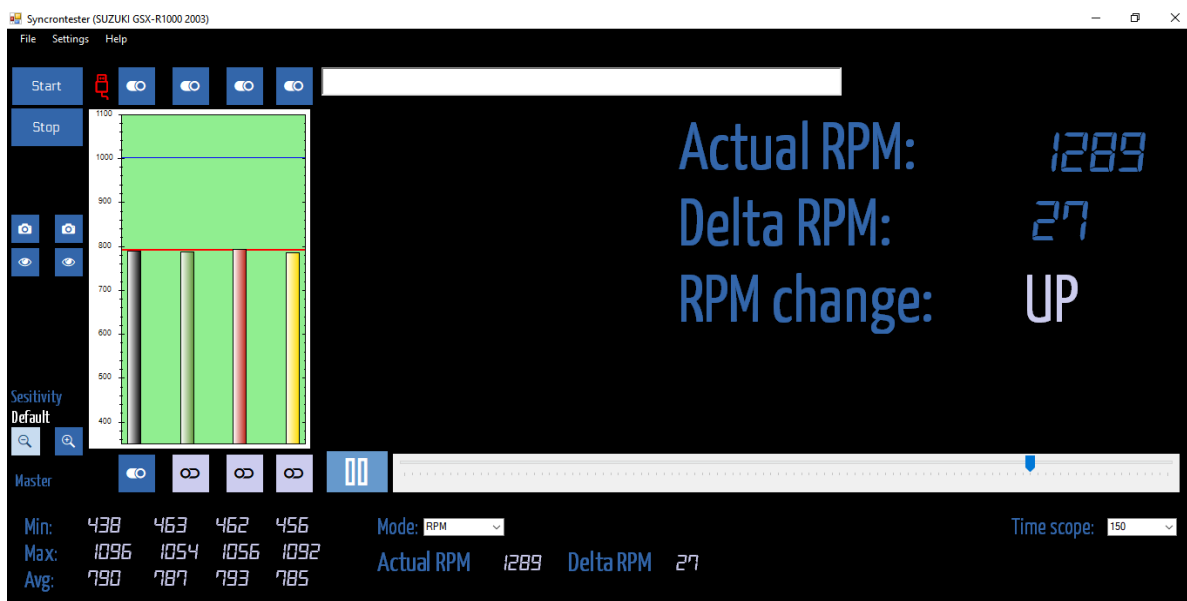 Syncrontester (SUZUKI GSX-R1000 2003)
File Settings Help
Start
Stop
1100
1000
900
800
700
600
500
400
Actual RPM: 1289
Delta RPM: 27
RPM change: UP
Sesitivity
Default
Master
Min: 438 463 462 456
Max: 1096 1054 1056 1092
Avg: 790 787 793 785
Mode: RPM
Actual RPM 1289 Delta RPM 27
Time scope: 150